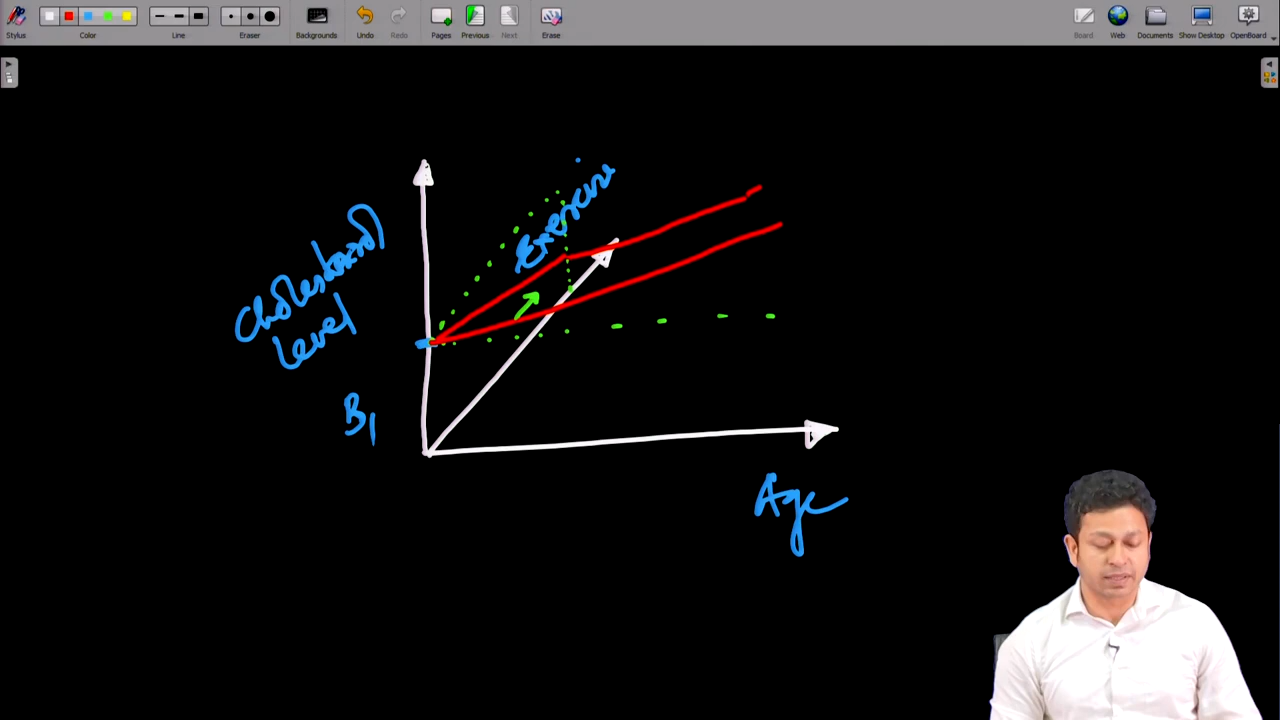 Stylus
Color
Line
Eraser
Backgrounds
Undo
Redo
Pages
Previous
Next
Erase
Board
Web
Documents
Show Desktop
OpenBoard
Exercise
level
B1
Age